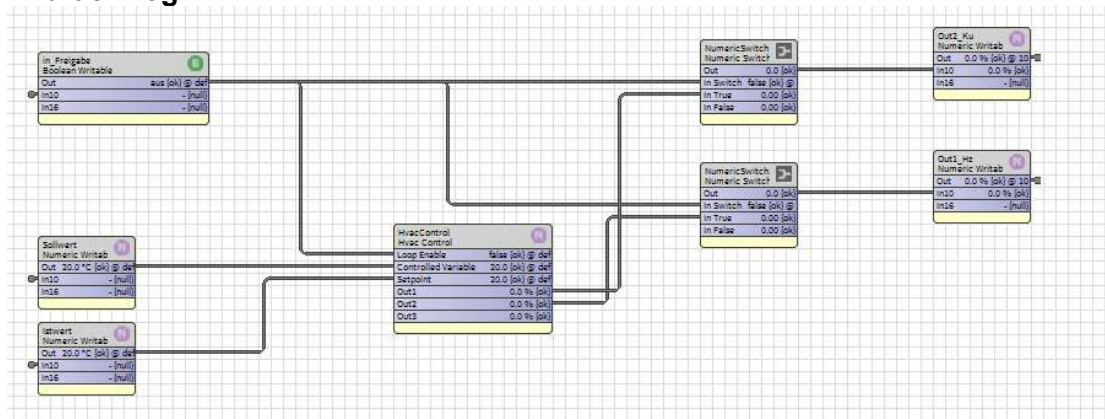 in_Freigabe
Boolean Writable
Out aus {ok} @ def
In10 - {null}
In16 - {null}
NumericSwitch
Numeric Switch
Out 0.0 {ok}
In Switch false {ok} @
In True 0.00 {ok}
In False 0.00 {ok}
Out2_Ku
Numeric Writab
Out 0.0 % {ok} @ 10
In10 0.0 % {ok}
In16 - {null}
NumericSwitch
Numeric Switch
Out 0.0 {ok}
In Switch false {ok} @
In True 0.00 {ok}
In False 0.00 {ok}
Out1_Hz
Numeric Writab
Out 0.0 % {ok} @ 10
In10 0.0 % {ok}
In16 - {null}
HvacControl
Hvac Control
Loop Enable false {ok} @ def
Controlled Variable 20.0 {ok} @ def
Setpoint 20.0 {ok} @ def
Out1 0.0 % {ok}
Out2 0.0 % {ok}
Out3 0.0 % {ok}
Sollwert
Numeric Writab
Out 20.0 °C {ok} @ def
In10 - {null}
In16 - {null}
Istwert
Numeric Writab
Out 20.0 °C {ok} @ def
In10 - {null}
In16 - {null}